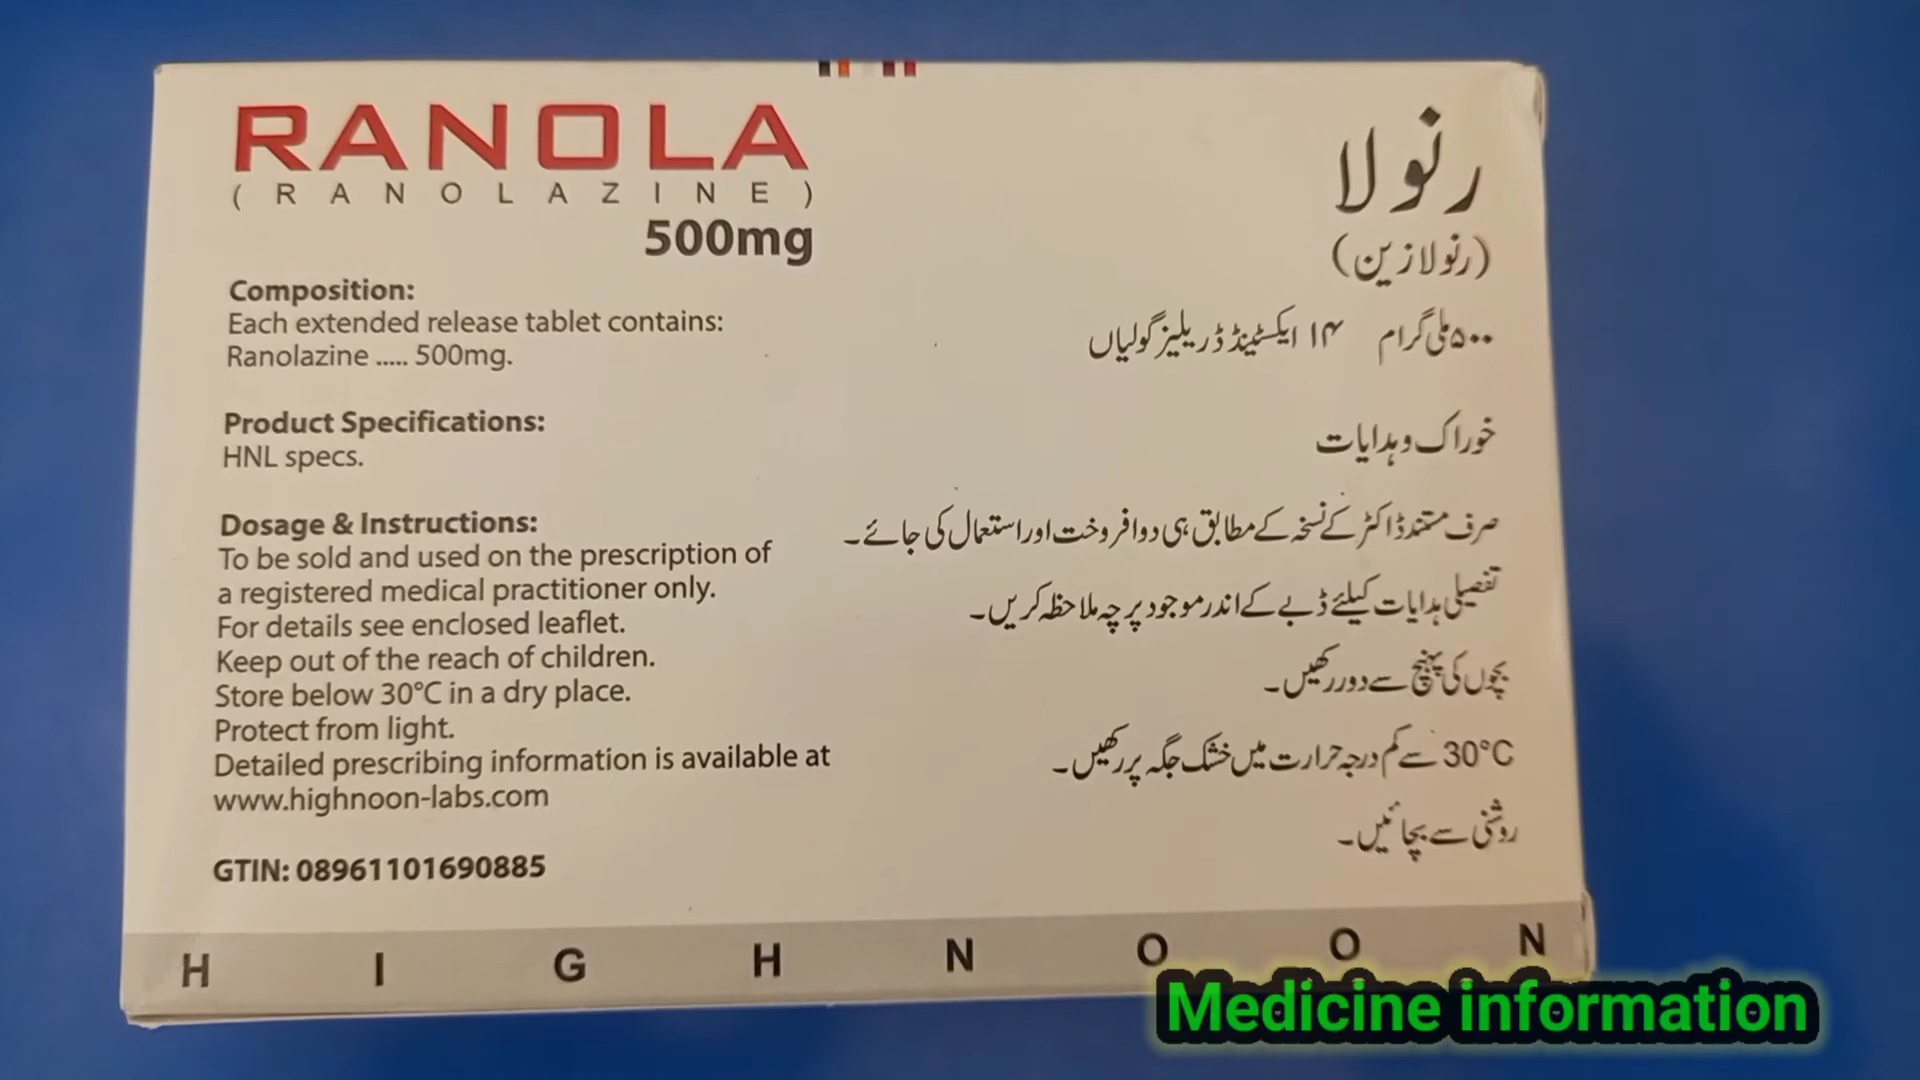 RANOLA
(RANOLAZINE)
500mg
Composition:
Each extended release tablet contains:
Ranolazine ..... 500mg.
Product Specifications:
HNL specs.
Dosage & Instructions:
To be sold and used on the prescription of
a registered medical practitioner only.
For details see enclosed leaflet.
Keep out of the reach of children.
Store below 30°C in a dry place.
Protect from light.
Detailed prescribing information is available at
www.highnoon-labs.com
GTIN: 08961101690885
رنولا
(رنولازین)
۵۰۰ ملی گرام ۱۴ ایکسٹینڈڈ ریلیز گولیاں
خوراک و ہدایات
صرف مستند ڈاکٹر کے نسخہ کے مطابق ہی دوا فروخت اور استعمال کی جائے۔
تفصیلی ہدایات کیلئے ڈبے کے اندر موجود پرچہ ملاحظہ کریں۔
بچوں کی پہنچ سے دور رکھیں۔
30°C سے کم درجہ حرارت میں خشک جگہ پر رکھیں۔
روشنی سے بچائیں۔
HIGHNOON
Medicine information